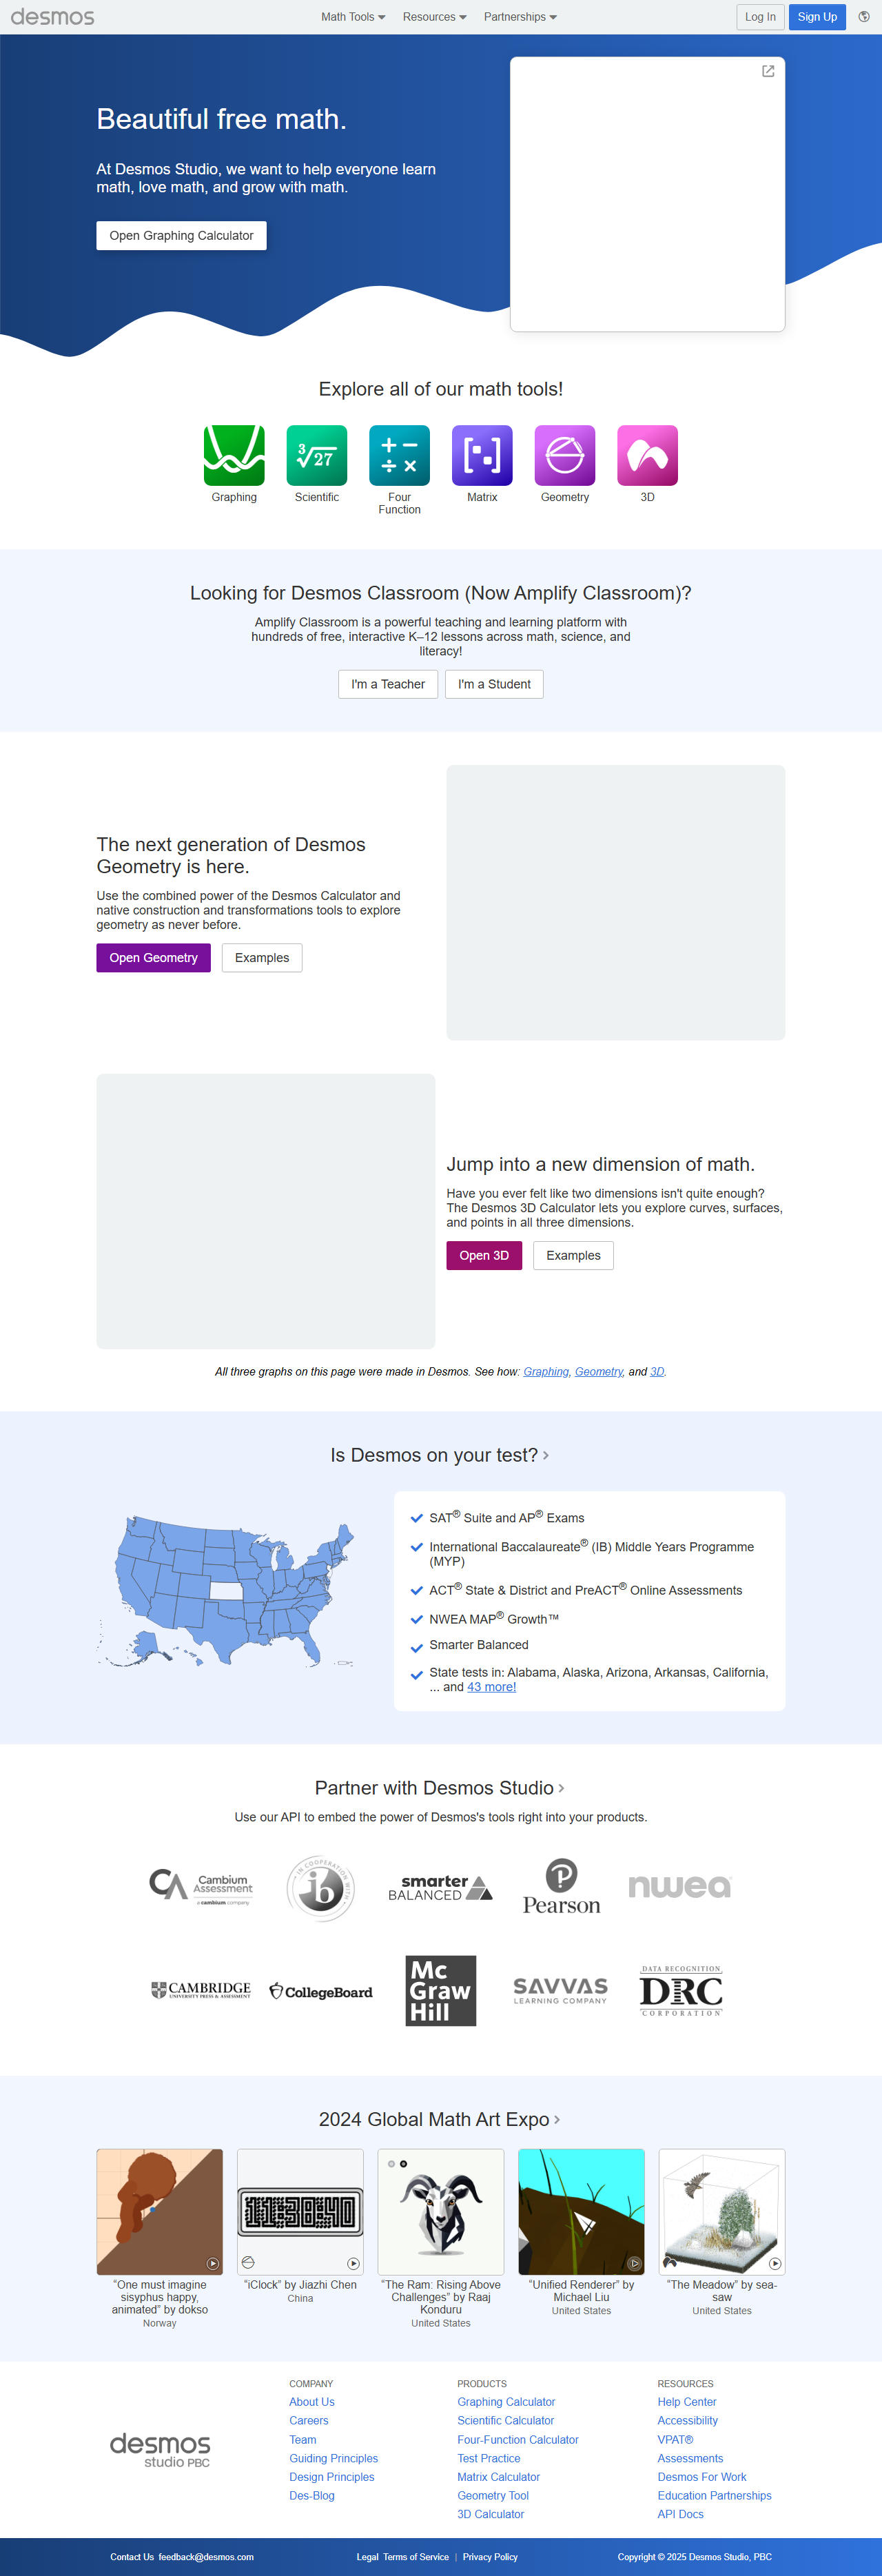 desmos
Math Tools
Resources
Partnerships
Log In
Sign Up
Beautiful free math.
At Desmos Studio, we want to help everyone learn
math, love math, and grow with math.
Open Graphing Calculator
Explore all of our math tools!
3√27
Graphing
Scientific
Four
Function
Matrix
Geometry
3D
Looking for Desmos Classroom (Now Amplify Classroom)?
Amplify Classroom is a powerful teaching and learning platform with
hundreds of free, interactive K–12 lessons across math, science, and
literacy!
I'm a Teacher
I'm a Student
The next generation of Desmos
Geometry is here.
Use the combined power of the Desmos Calculator and
native construction and transformations tools to explore
geometry as never before.
Open Geometry
Examples
Jump into a new dimension of math.
Have you ever felt like two dimensions isn't quite enough?
The Desmos 3D Calculator lets you explore curves, surfaces,
and points in all three dimensions.
Open 3D
Examples
All three graphs on this page were made in Desmos. See how: Graphing, Geometry, and 3D.
Is Desmos on your test?
SAT® Suite and AP® Exams
International Baccalaureate® (IB) Middle Years Programme
(MYP)
ACT® State & District and PreACT® Online Assessments
NWEA MAP® Growth™
Smarter Balanced
State tests in: Alabama, Alaska, Arizona, Arkansas, California,
... and 43 more!
Partner with Desmos Studio
Use our API to embed the power of Desmos's tools right into your products.
CA Cambium
Assessment
a cambium company
IN COOPERATION WITH
ib
smarter
BALANCED
P
Pearson
nwea
CAMBRIDGE
UNIVERSITY PRESS & ASSESSMENT
CollegeBoard
Mc
Graw
Hill
SAVVAS
LEARNING COMPANY
DATA RECOGNITION
DRC
CORPORATION
2024 Global Math Art Expo
11:38:40
“One must imagine
sisyphus happy,
animated” by dokso
Norway
“iClock” by Jiazhi Chen
China
“The Ram: Rising Above
Challenges” by Raaj
Konduru
United States
“Unified Renderer” by
Michael Liu
United States
“The Meadow” by sea-
saw
United States
desmos
studio PBC
COMPANY
About Us
Careers
Team
Guiding Principles
Design Principles
Des-Blog
PRODUCTS
Graphing Calculator
Scientific Calculator
Four-Function Calculator
Test Practice
Matrix Calculator
Geometry Tool
3D Calculator
RESOURCES
Help Center
Accessibility
VPAT®
Assessments
Desmos For Work
Education Partnerships
API Docs
Contact Us feedback@desmos.com
Legal Terms of Service | Privacy Policy
Copyright © 2025 Desmos Studio, PBC